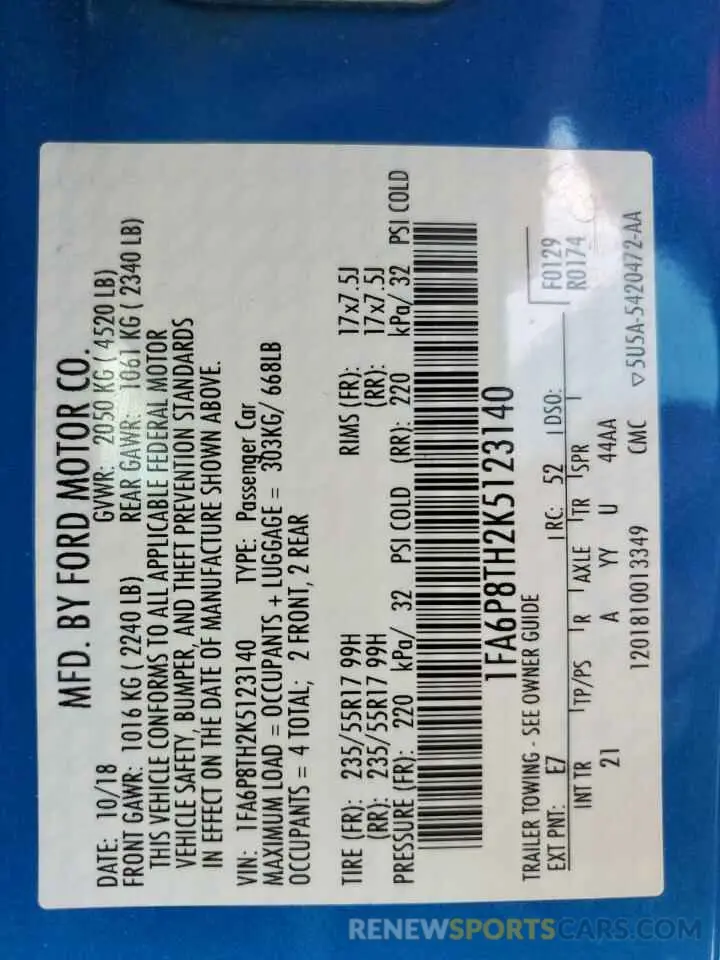 MFD. BY FORD MOTOR CO.
DATE: 10/18 GVWR: 2050 KG ( 4520 LB)
FRONT GAWR: 1016 KG ( 2240 LB) REAR GAWR: 1061 KG ( 2340 LB)
THIS VEHICLE CONFORMS TO ALL APPLICABLE FEDERAL MOTOR
VEHICLE SAFETY, BUMPER, AND THEFT PREVENTION STANDARDS
IN EFFECT ON THE DATE OF MANUFACTURE SHOWN ABOVE.
VIN: 1FA6P8TH2K5123140 TYPE: Passenger Car
MAXIMUM LOAD = OCCUPANTS + LUGGAGE = 303KG/ 668LB
OCCUPANTS = 4 TOTAL; 2 FRONT, 2 REAR
TIRE (FR): 235/55R17 99H RIMS (FR): 17x7.5J
(RR): 235/55R17 99H (RR): 17x7.5J
PRESSURE (FR): 220 kPa/ 32 PSI COLD (RR): 220 kPa/ 32 PSI COLD
1FA6P8TH2K5123140
TRAILER TOWING - SEE OWNER GUIDE
EXT PNT: E7 RC: 52 DSO: F0129
R0174
INT TR TP/PS R AXLE TR SPR
21 A YY U 44AA
1201810013349 CMC ▽5U5A-5420472-AA
RENEWSPORTSCARS.COM